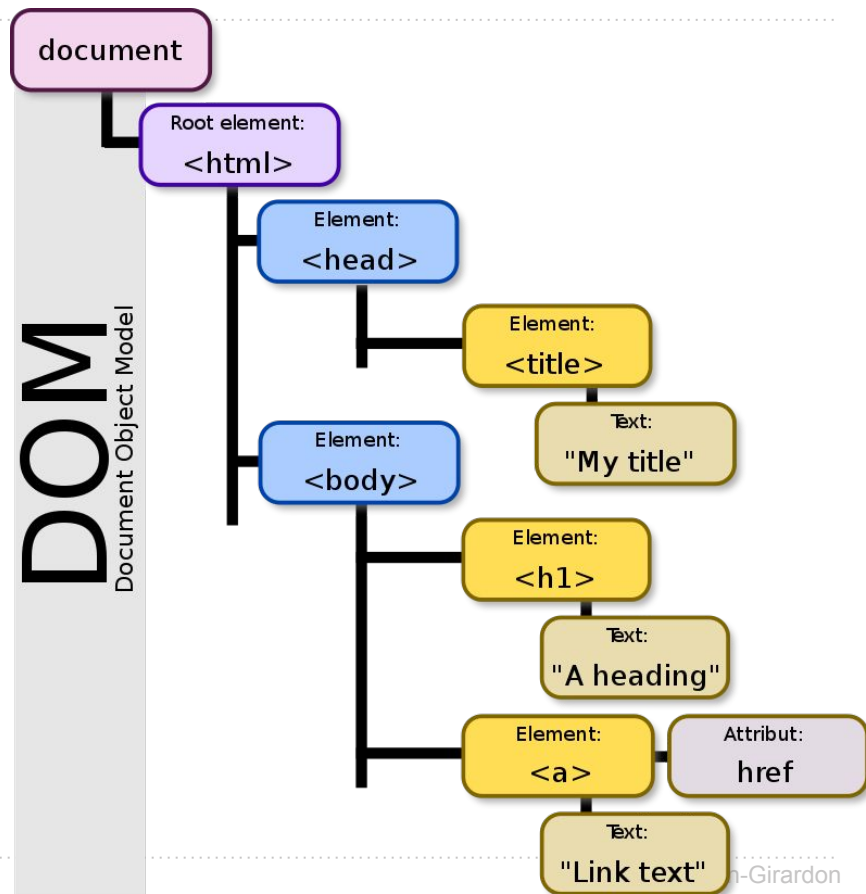 document
Root element:
<html>
Element:
<head>
Element:
<title>
Text:
"My title"
Element:
<body>
Element:
<h1>
Text:
"A heading"
Element:
<a>
Attribut:
href
Text:
"Link text"
DOM
Document Object Model
-Girardon